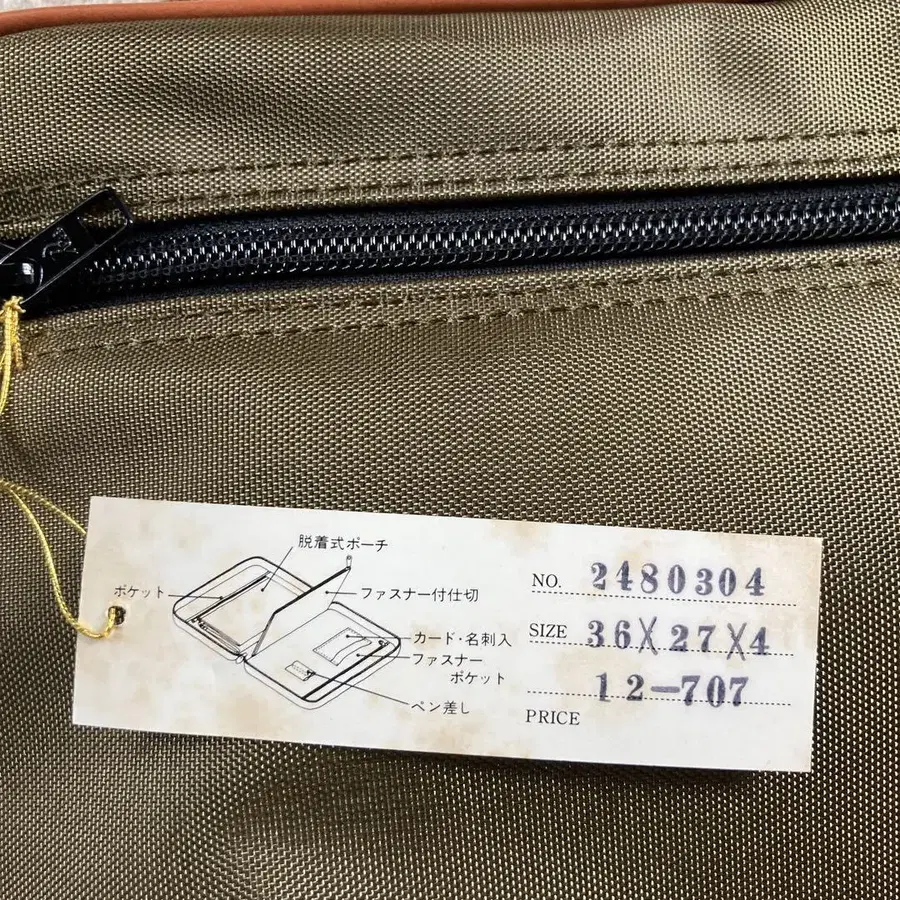 脱着式ポーチ
ポケット
ファスナー付仕切
カード・名刺入
ファスナー
ポケット
ペン差し
NO. 2480304
SIZE 36X27X4
12-707
PRICE